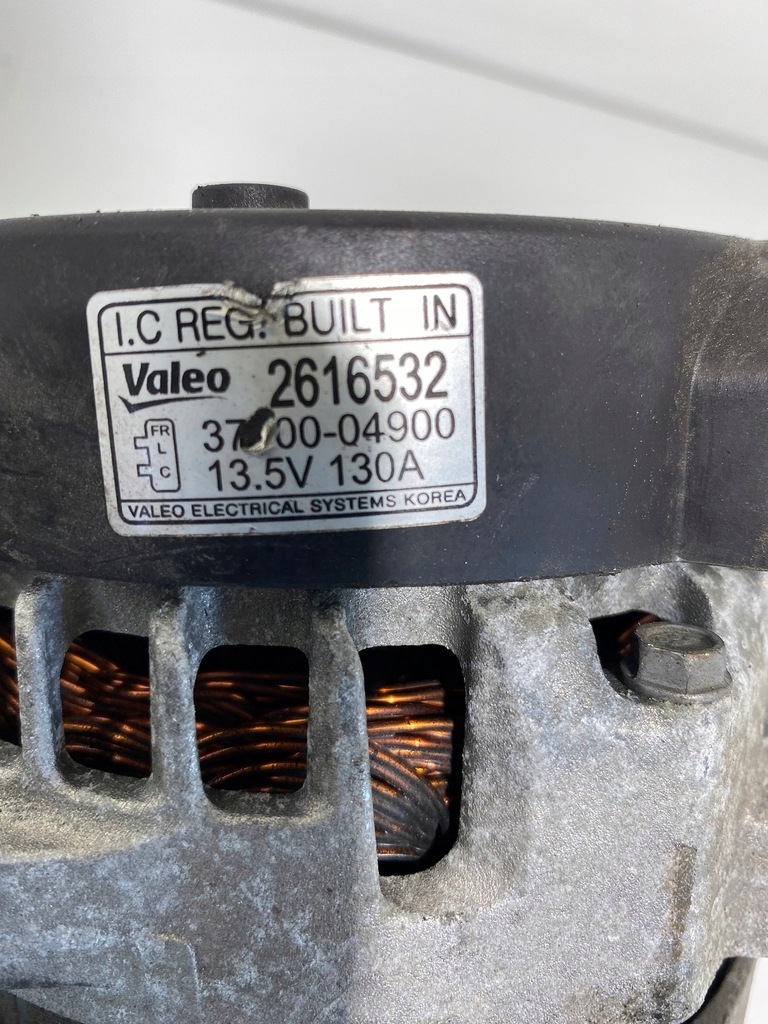 I.C REG. BUILT IN
Valeo 2616532
FR
L
C
13.5V 130A
VALEO ELECTRICAL SYSTEMS KOREA